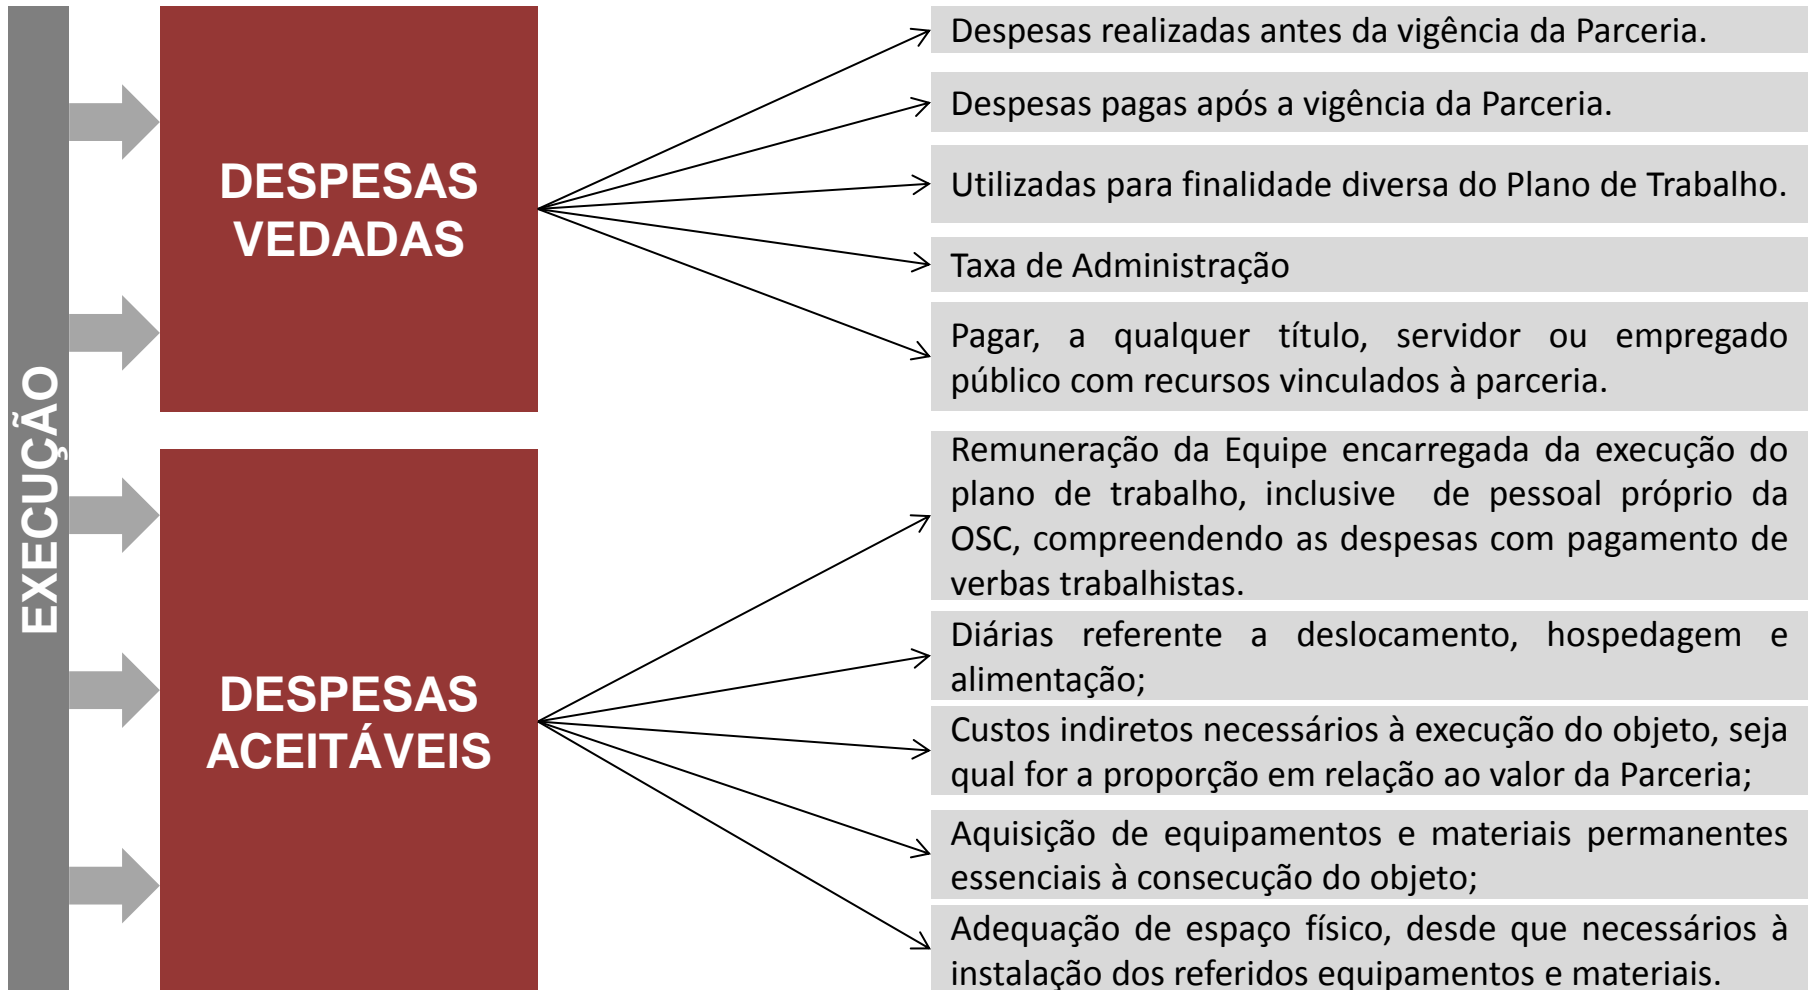 EXECUÇÃO
DESPESAS
VEDADAS
Despesas realizadas antes da vigência da Parceria.
Despesas pagas após a vigência da Parceria.
Utilizadas para finalidade diversa do Plano de Trabalho.
Taxa de Administração
Pagar, a qualquer título, servidor ou empregado
público com recursos vinculados à parceria.
DESPESAS
ACEITÁVEIS
Remuneração da Equipe encarregada da execução do
plano de trabalho, inclusive de pessoal próprio da
OSC, compreendendo as despesas com pagamento de
verbas trabalhistas.
Diárias referente a deslocamento, hospedagem e
alimentação;
Custos indiretos necessários à execução do objeto, seja
qual for a proporção em relação ao valor da Parceria;
Aquisição de equipamentos e materiais permanentes
essenciais à consecução do objeto;
Adequação de espaço físico, desde que necessários à
instalação dos referidos equipamentos e materiais.